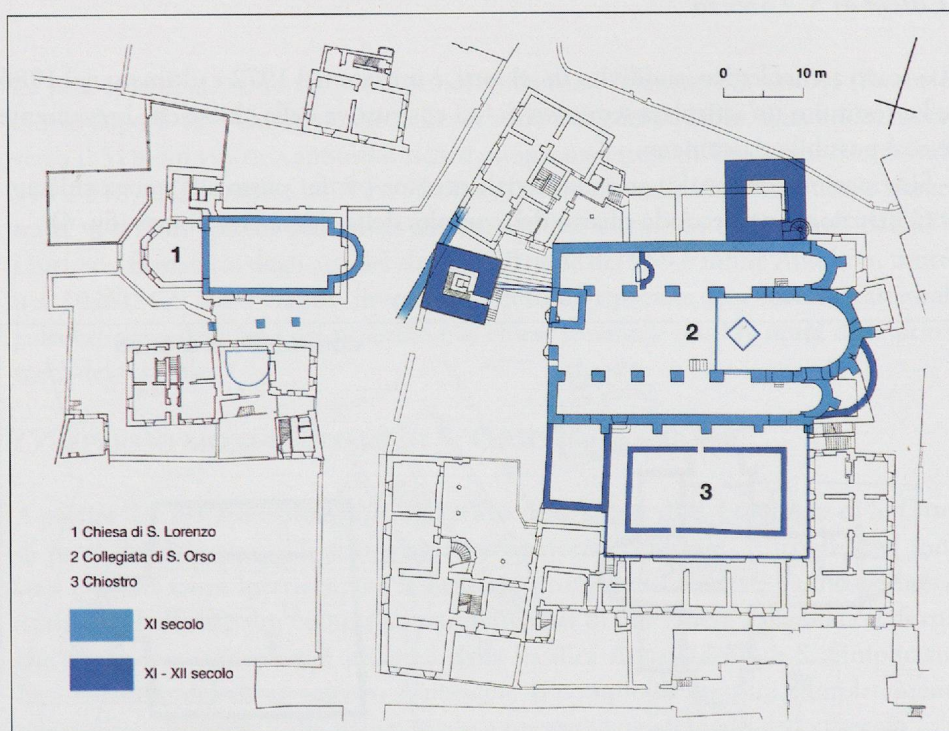 0 10 m
1
2
3
1 Chiesa di S. Lorenzo
2 Collegiata di S. Orso
3 Chiostro
XI secolo
XI - XII secolo